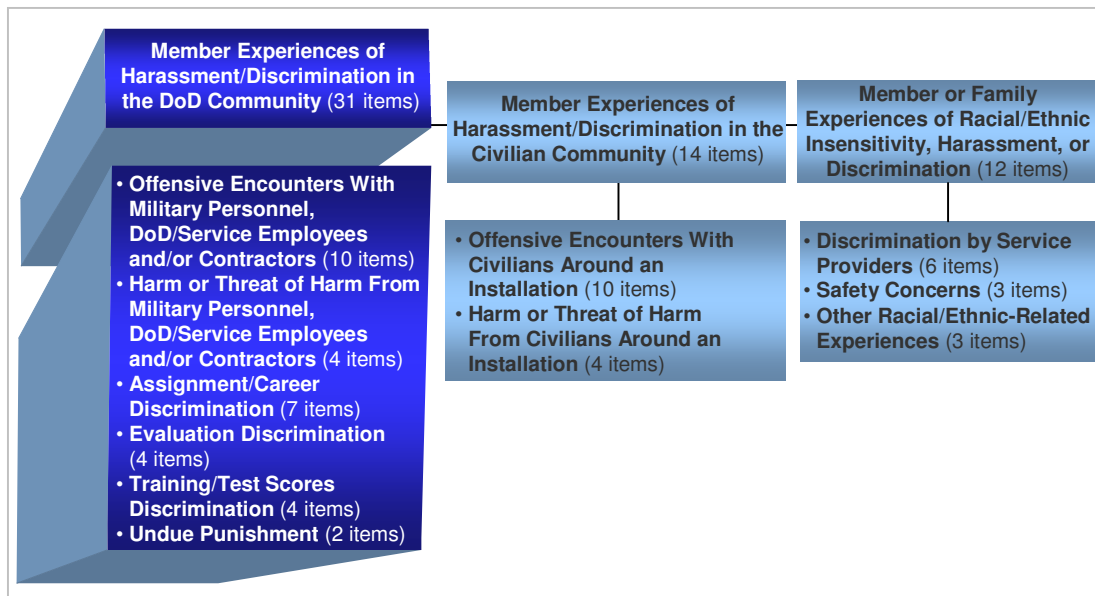 Member Experiences of
Harassment/Discrimination in
the DoD Community (31 items)
• Offensive Encounters With
Military Personnel,
DoD/Service Employees
and/or Contractors (10 items)
• Harm or Threat of Harm From
Military Personnel,
DoD/Service Employees
and/or Contractors (4 items)
• Assignment/Career
Discrimination (7 items)
• Evaluation Discrimination
(4 items)
• Training/Test Scores
Discrimination (4 items)
• Undue Punishment (2 items)
Member Experiences of
Harassment/Discrimination in the
Civilian Community (14 items)
• Offensive Encounters With
Civilians Around an
Installation (10 items)
• Harm or Threat of Harm
From Civilians Around an
Installation (4 items)
Member or Family
Experiences of Racial/Ethnic
Insensitivity, Harassment, or
Discrimination (12 items)
• Discrimination by Service
Providers (6 items)
• Safety Concerns (3 items)
• Other Racial/Ethnic-Related
Experiences (3 items)